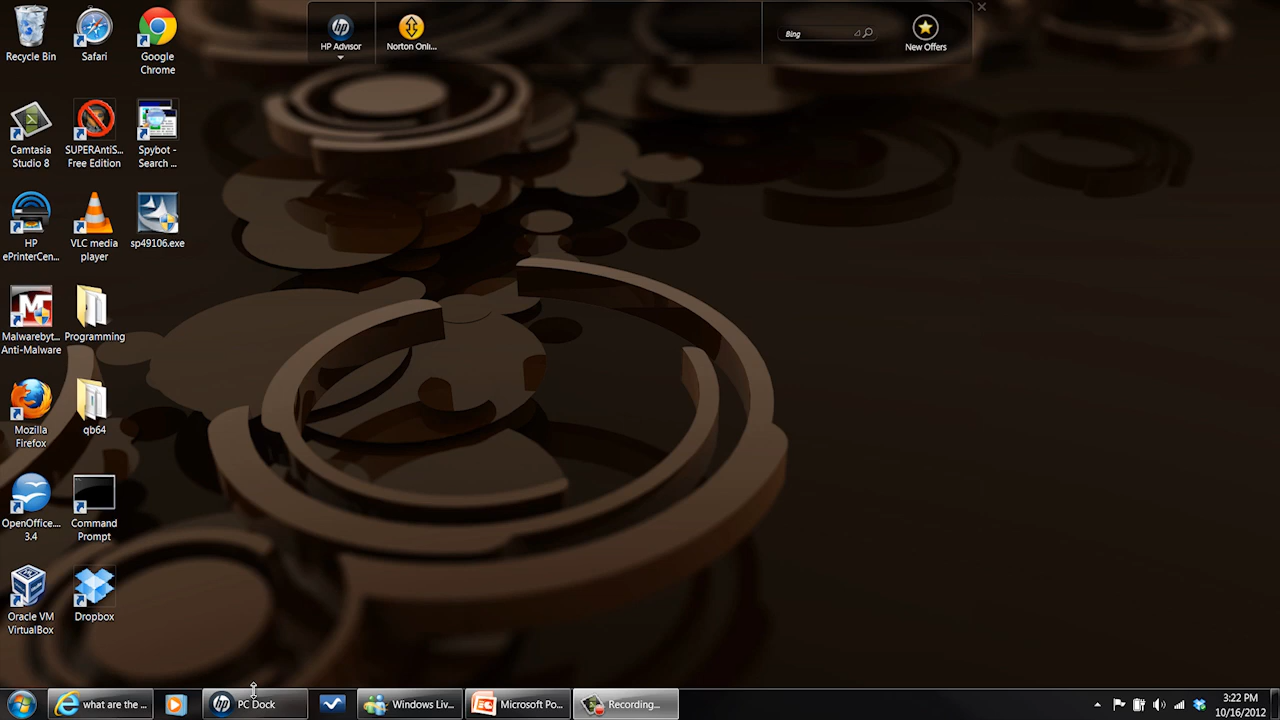 HP Advisor
Norton Onli...
Bing
New Offers
Recycle Bin
Safari
Google
Chrome
Camtasia
Studio 8
SUPERAntiS...
Free Edition
Spybot -
Search ...
HP
ePrinterCen...
VLC media
player
sp49106.exe
Malwarebyt...
Anti-Malware
Programming
Mozilla
Firefox
qb64
OpenOffice....
3.4
Command
Prompt
Oracle VM
VirtualBox
Dropbox
what are the ...
PC Dock
Windows Liv...
Microsoft Po...
Recording...
3:22 PM
10/16/2012